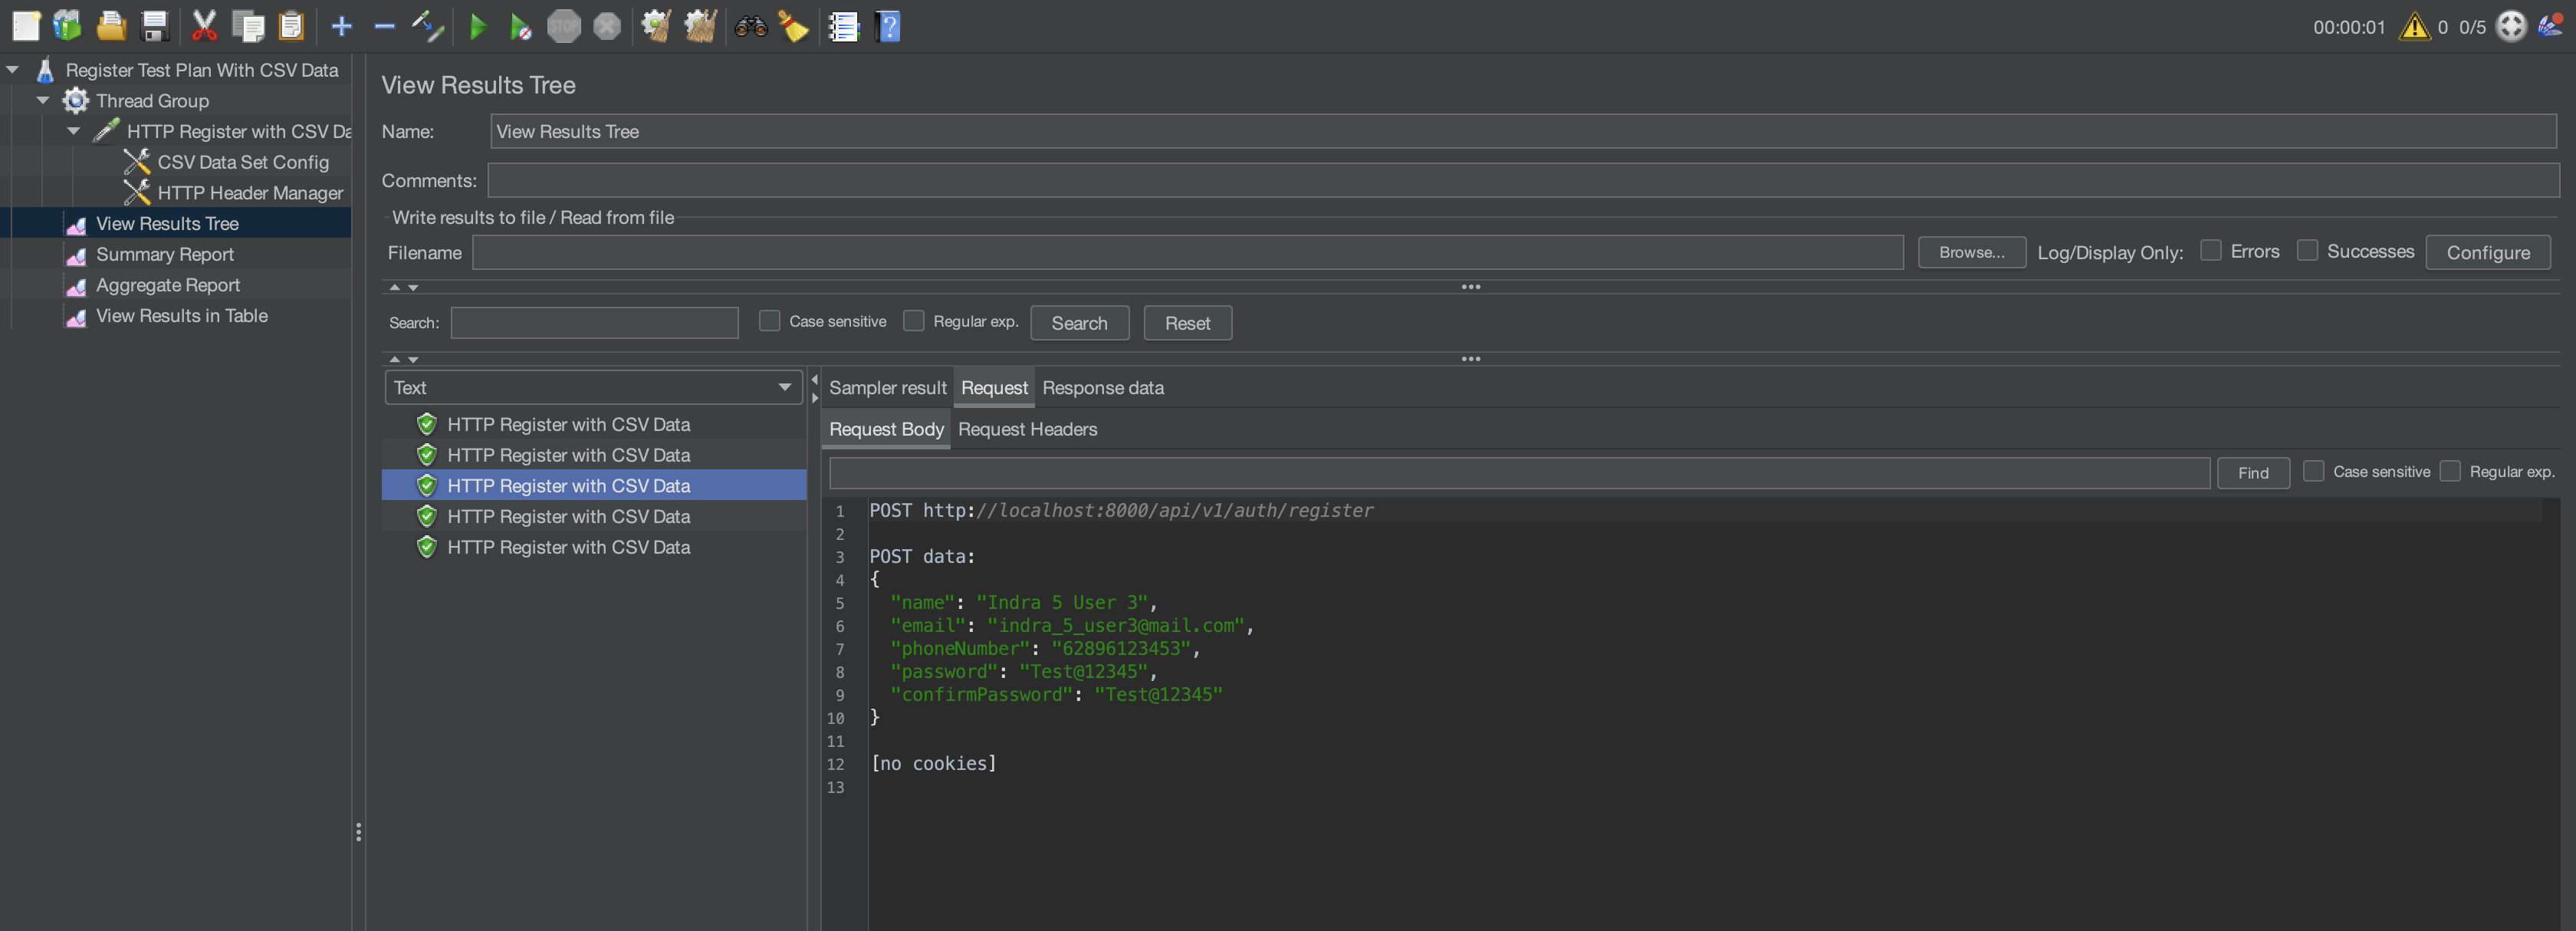 STOP
00:00:01 0 0/5
Register Test Plan With CSV Data
Thread Group
HTTP Register with CSV Da
CSV Data Set Config
HTTP Header Manager
View Results Tree
Summary Report
Aggregate Report
View Results in Table
View Results Tree
Name: View Results Tree
Comments:
Write results to file / Read from file
Filename Browse... Log/Display Only: Errors Successes Configure
Search: Case sensitive Regular exp. Search Reset
Text
HTTP Register with CSV Data
HTTP Register with CSV Data
HTTP Register with CSV Data
HTTP Register with CSV Data
HTTP Register with CSV Data
Sampler result Request Response data
Request Body Request Headers
Find Case sensitive Regular exp.
1 POST http://localhost:8000/api/v1/auth/register
2
3 POST data:
4 {
5 "name": "Indra 5 User 3",
6 "email": "indra_5_user3@mail.com",
7 "phoneNumber": "62896123453",
8 "password": "Test@12345",
9 "confirmPassword": "Test@12345"
10 }
11
12 [no cookies]
13